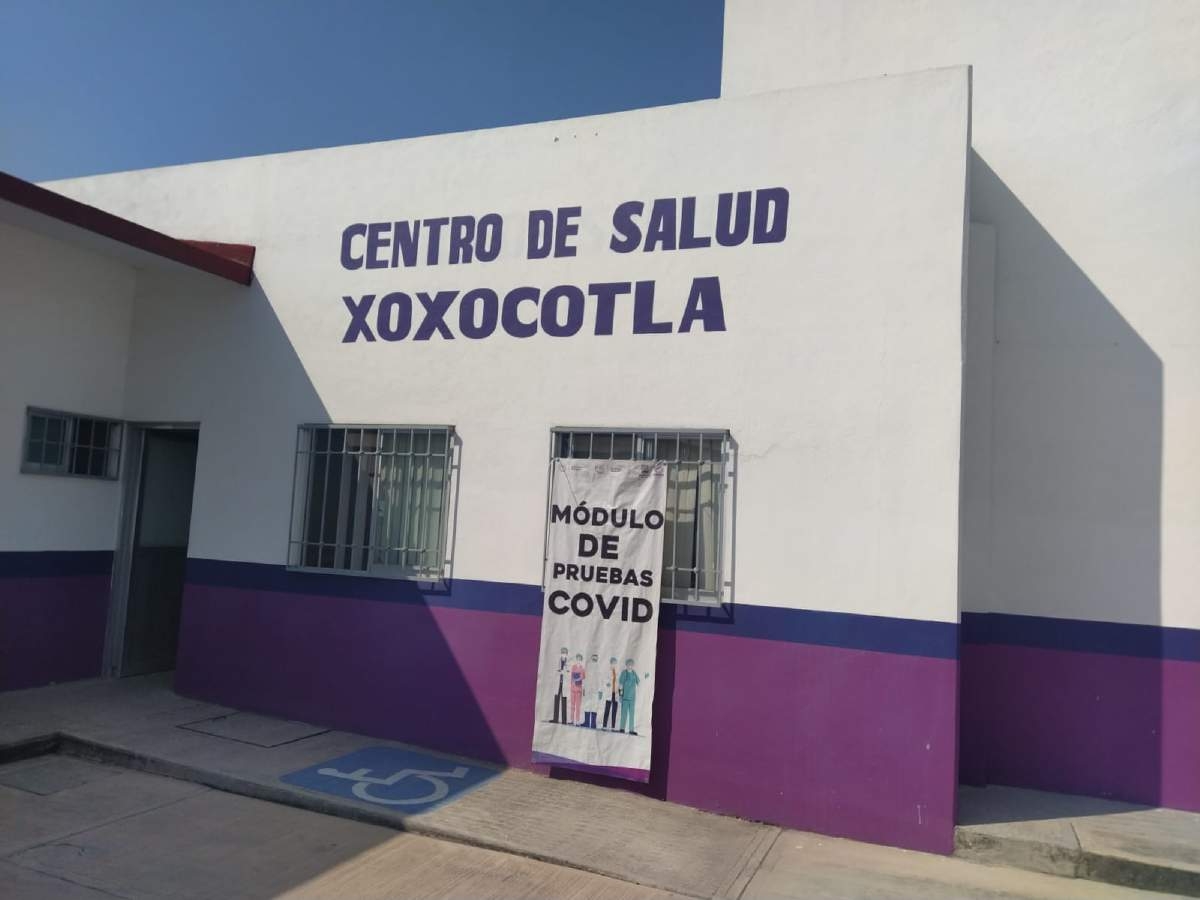 CENTRO DE SALUD
XOXOCOTLA
MÓDULO
DE
PRUEBAS
COVID